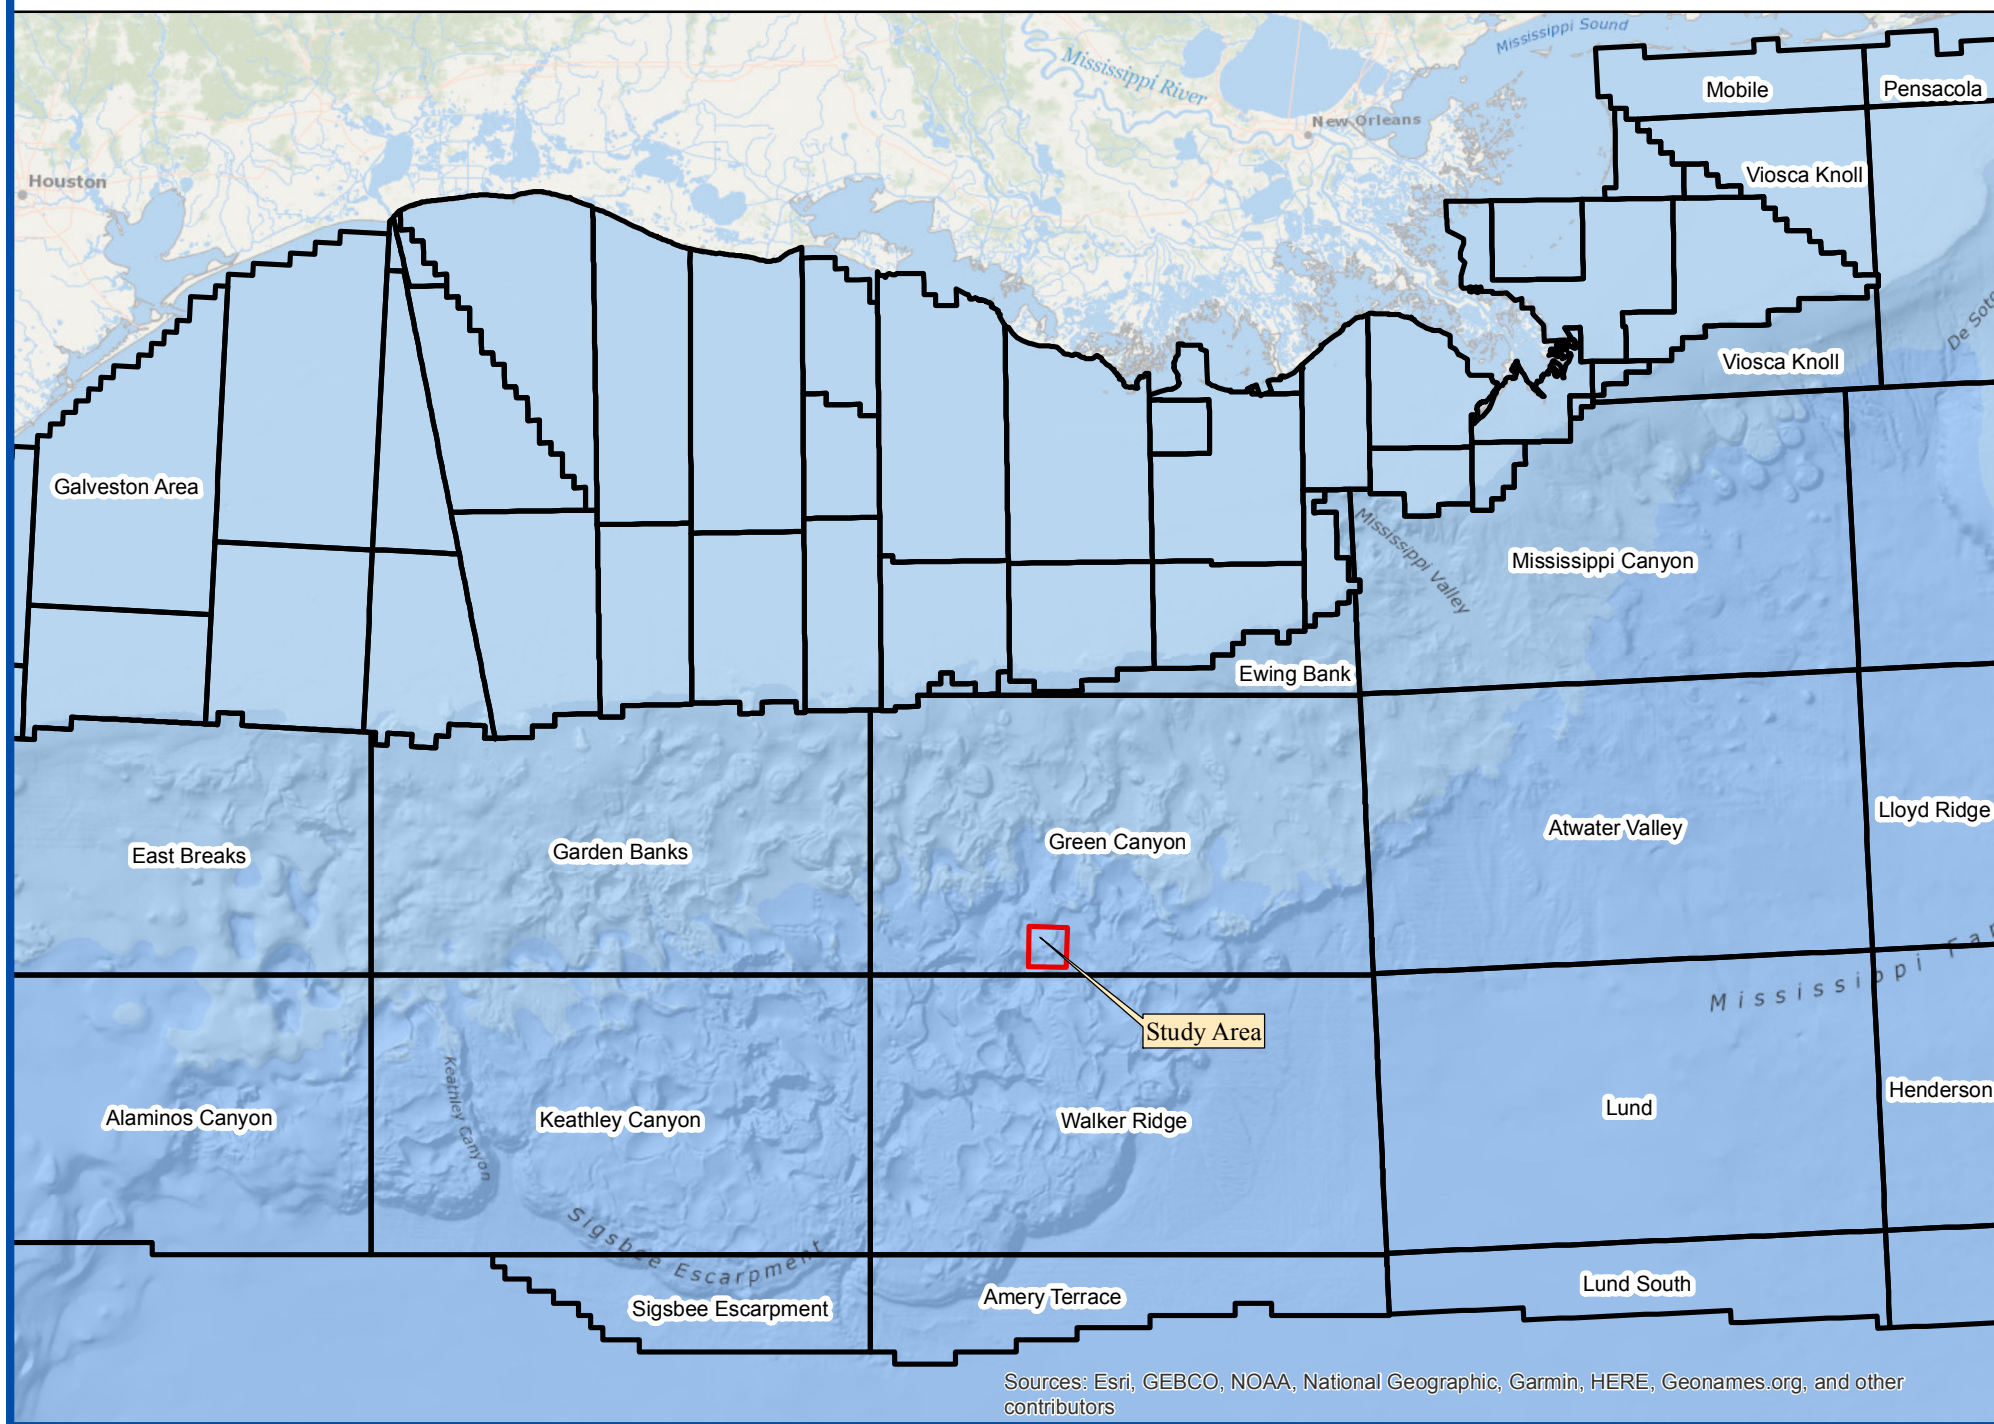 Mississippi Sound
Mississippi River
Mobile
Pensacola
New Orleans
Houston
Viosca Knoll
De Soto
Viosca Knoll
Galveston Area
Mississippi Valley
Mississippi Canyon
Ewing Bank
East Breaks
Garden Banks
Green Canyon
Atwater Valley
Lloyd Ridge
Mississippi Fan
Study Area
Keathley Canyon
Alaminos Canyon
Keathley Canyon
Walker Ridge
Lund
Henderson
Sigsbee Escarpment
Sigsbee Escarpment
Amery Terrace
Lund South
Sources: Esri, GEBCO, NOAA, National Geographic, Garmin, HERE, Geonames.org, and other
contributors